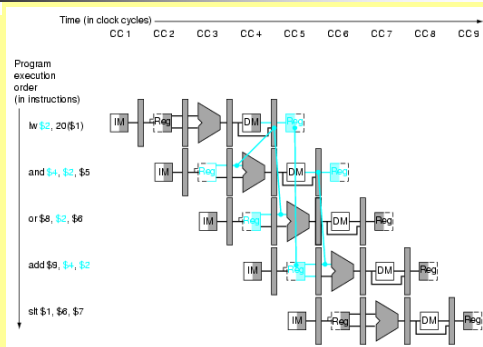 Time (in clock cycles)
CC 1 CC 2 CC 3 CC 4 CC 5 CC 6 CC 7 CC 8 CC 9
Program
execution
order
(in instructions)
lw $2, 20($1)
IM Reg DM Reg
and $4, $2, $5
IM Reg DM Reg
or $8, $2, $6
IM Reg DM Reg
add $9, $4, $2
IM Reg DM Reg
slt $1, $6, $7
IM Reg DM Reg